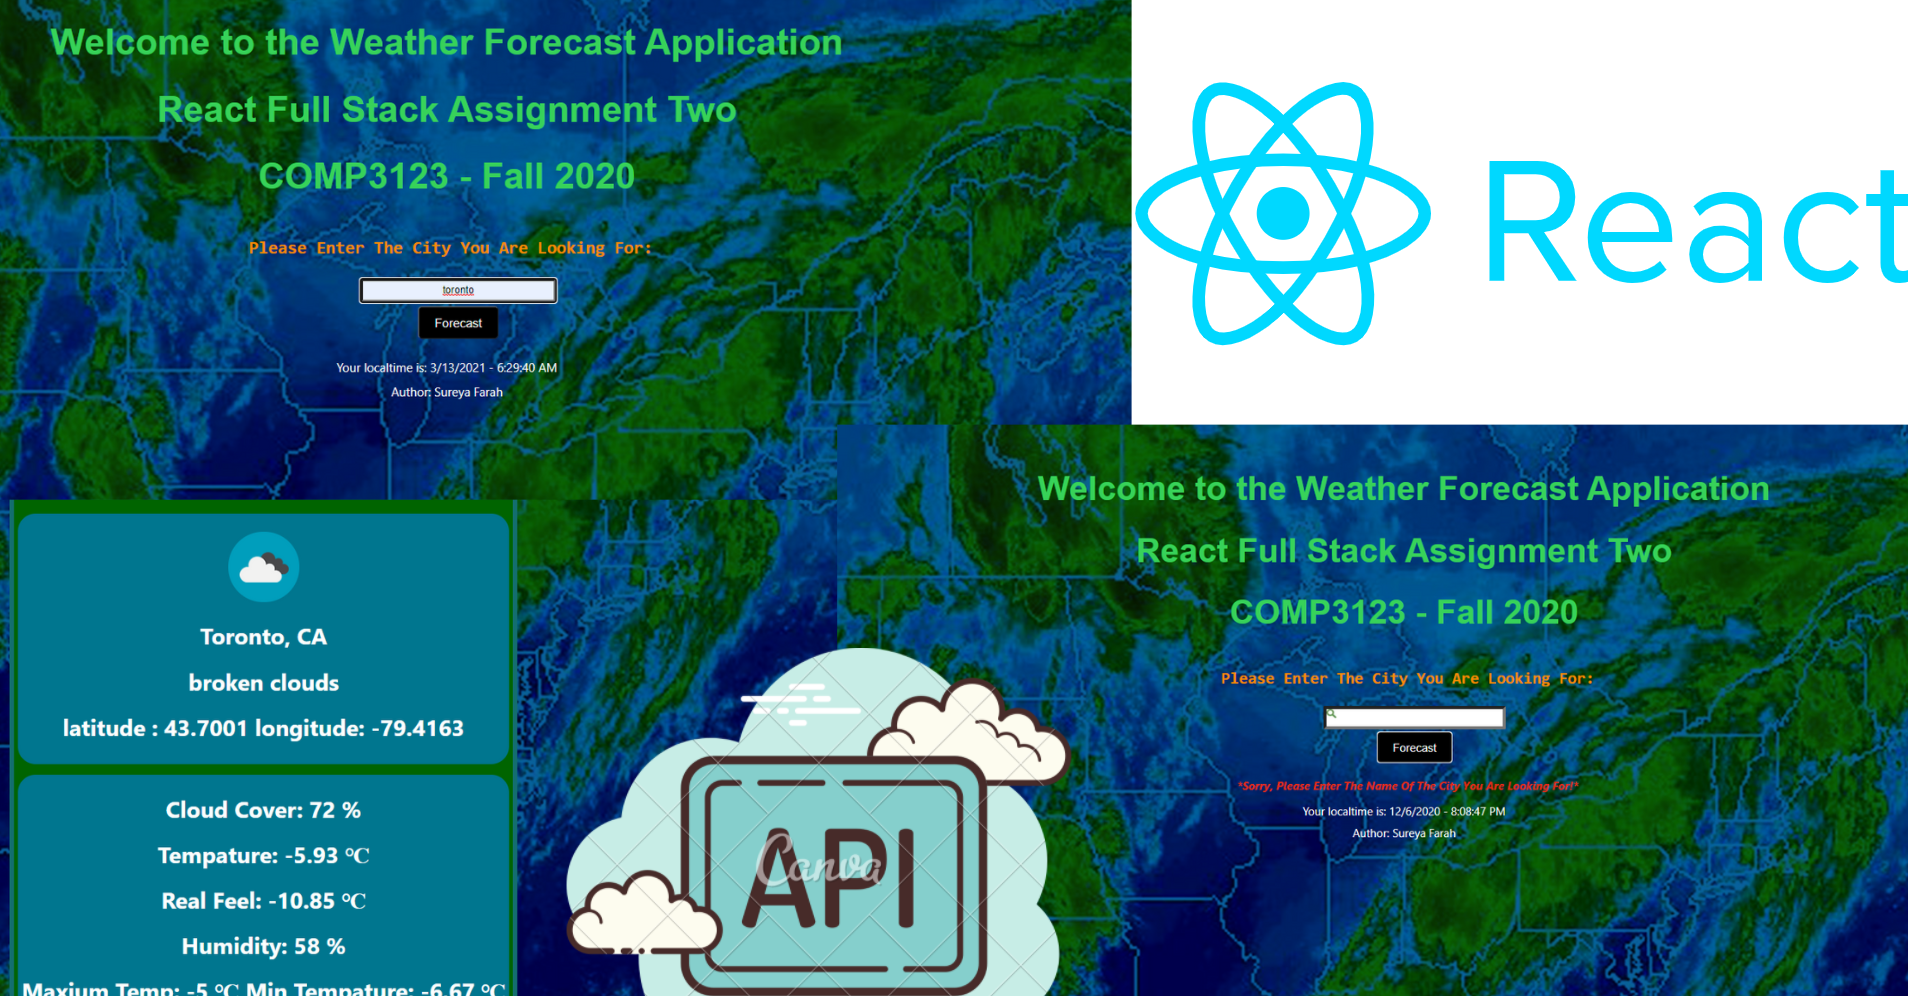 Welcome to the Weather Forecast Application
React Full Stack Assignment Two
COMP3123 - Fall 2020
Please Enter The City You Are Looking For:
toronto
Forecast
Your localtime is: 3/13/2021 - 6:29:40 AM
Author: Sureya Farah
React
Toronto, CA
broken clouds
latitude : 43.7001 longitude: -79.4163
Cloud Cover: 72 %
Tempature: -5.93 °C
Real Feel: -10.85 °C
Humidity: 58 %
Maxium Temp: -5 °C Min Tempature: -6.67 °C
API
Canva
Welcome to the Weather Forecast Application
React Full Stack Assignment Two
COMP3123 - Fall 2020
Please Enter The City You Are Looking For:
Forecast
*Sorry, Please Enter The Name Of The City You Are Looking For!*
Your localtime is: 12/6/2020 - 8:08:47 PM
Author: Sureya Farah